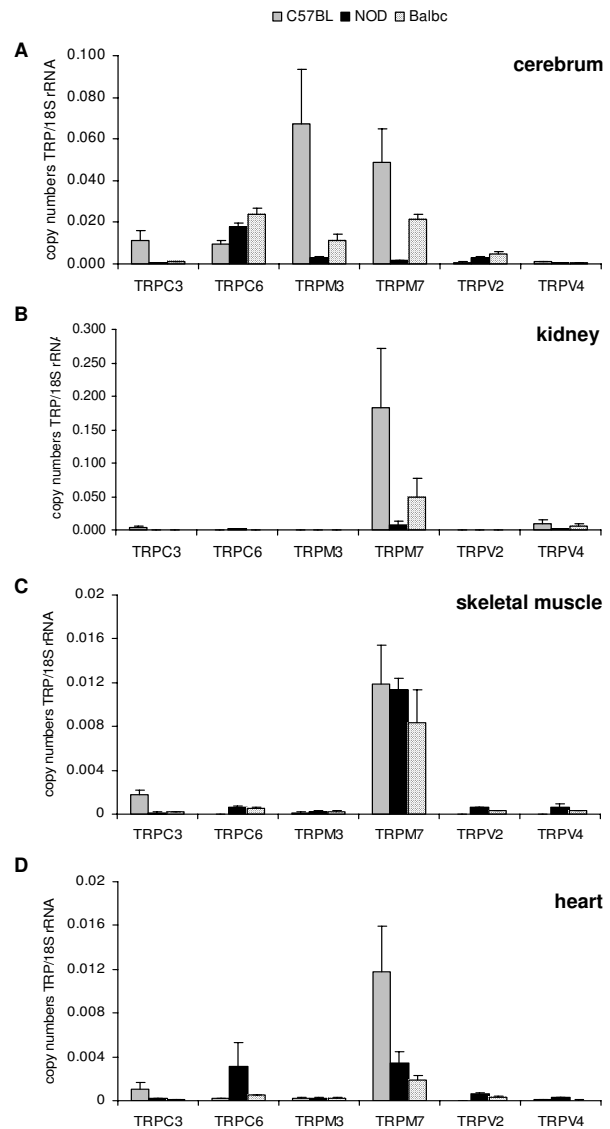 C57BL NOD Balbc
A
cerebrum
copy numbers TRP/18S rRNA
0.100
0.080
0.060
0.040
0.020
0.000
TRPC3 TRPC6 TRPM3 TRPM7 TRPV2 TRPV4
B
kidney
copy numbers TRP/18S rRNA
0.300
0.250
0.200
0.150
0.100
0.050
0.000
TRPC3 TRPC6 TRPM3 TRPM7 TRPV2 TRPV4
C
skeletal muscle
copy numbers TRP/18S rRNA
0.02
0.016
0.012
0.008
0.004
0
TRPC3 TRPC6 TRPM3 TRPM7 TRPV2 TRPV4
D
heart
copy numbers TRP/18S rRNA
0.02
0.016
0.012
0.008
0.004
0
TRPC3 TRPC6 TRPM3 TRPM7 TRPV2 TRPV4